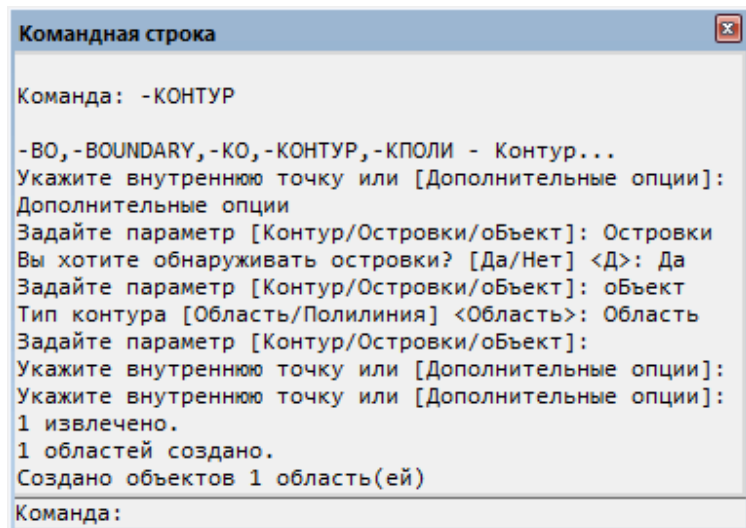 Командная строка
Команда: -КОНТУР
-BO,-BOUNDARY,-КО,-КОНТУР,-КПОЛИ - Контур...
Укажите внутреннюю точку или [Дополнительные опции]:
Дополнительные опции
Задайте параметр [Контур/Островки/оБъект]: Островки
Вы хотите обнаруживать островки? [Да/Нет] <Д>: Да
Задайте параметр [Контур/Островки/оБъект]: оБъект
Тип контура [Область/Полилиния] <Область>: Область
Задайте параметр [Контур/Островки/оБъект]:
Укажите внутреннюю точку или [Дополнительные опции]:
Укажите внутреннюю точку или [Дополнительные опции]:
1 извлечено.
1 областей создано.
Создано объектов 1 область(ей)
Команда: